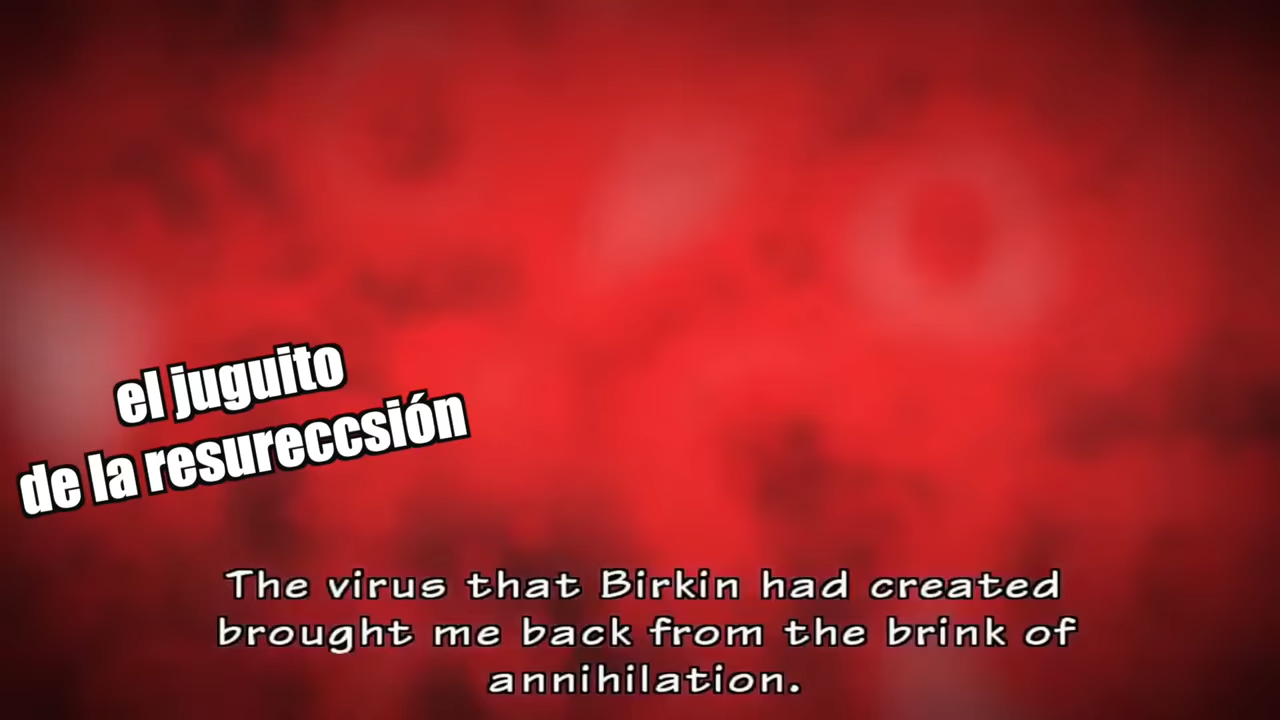 el juguito
de la resureccsión
The virus that Birkin had created
brought me back from the brink of
annihilation.